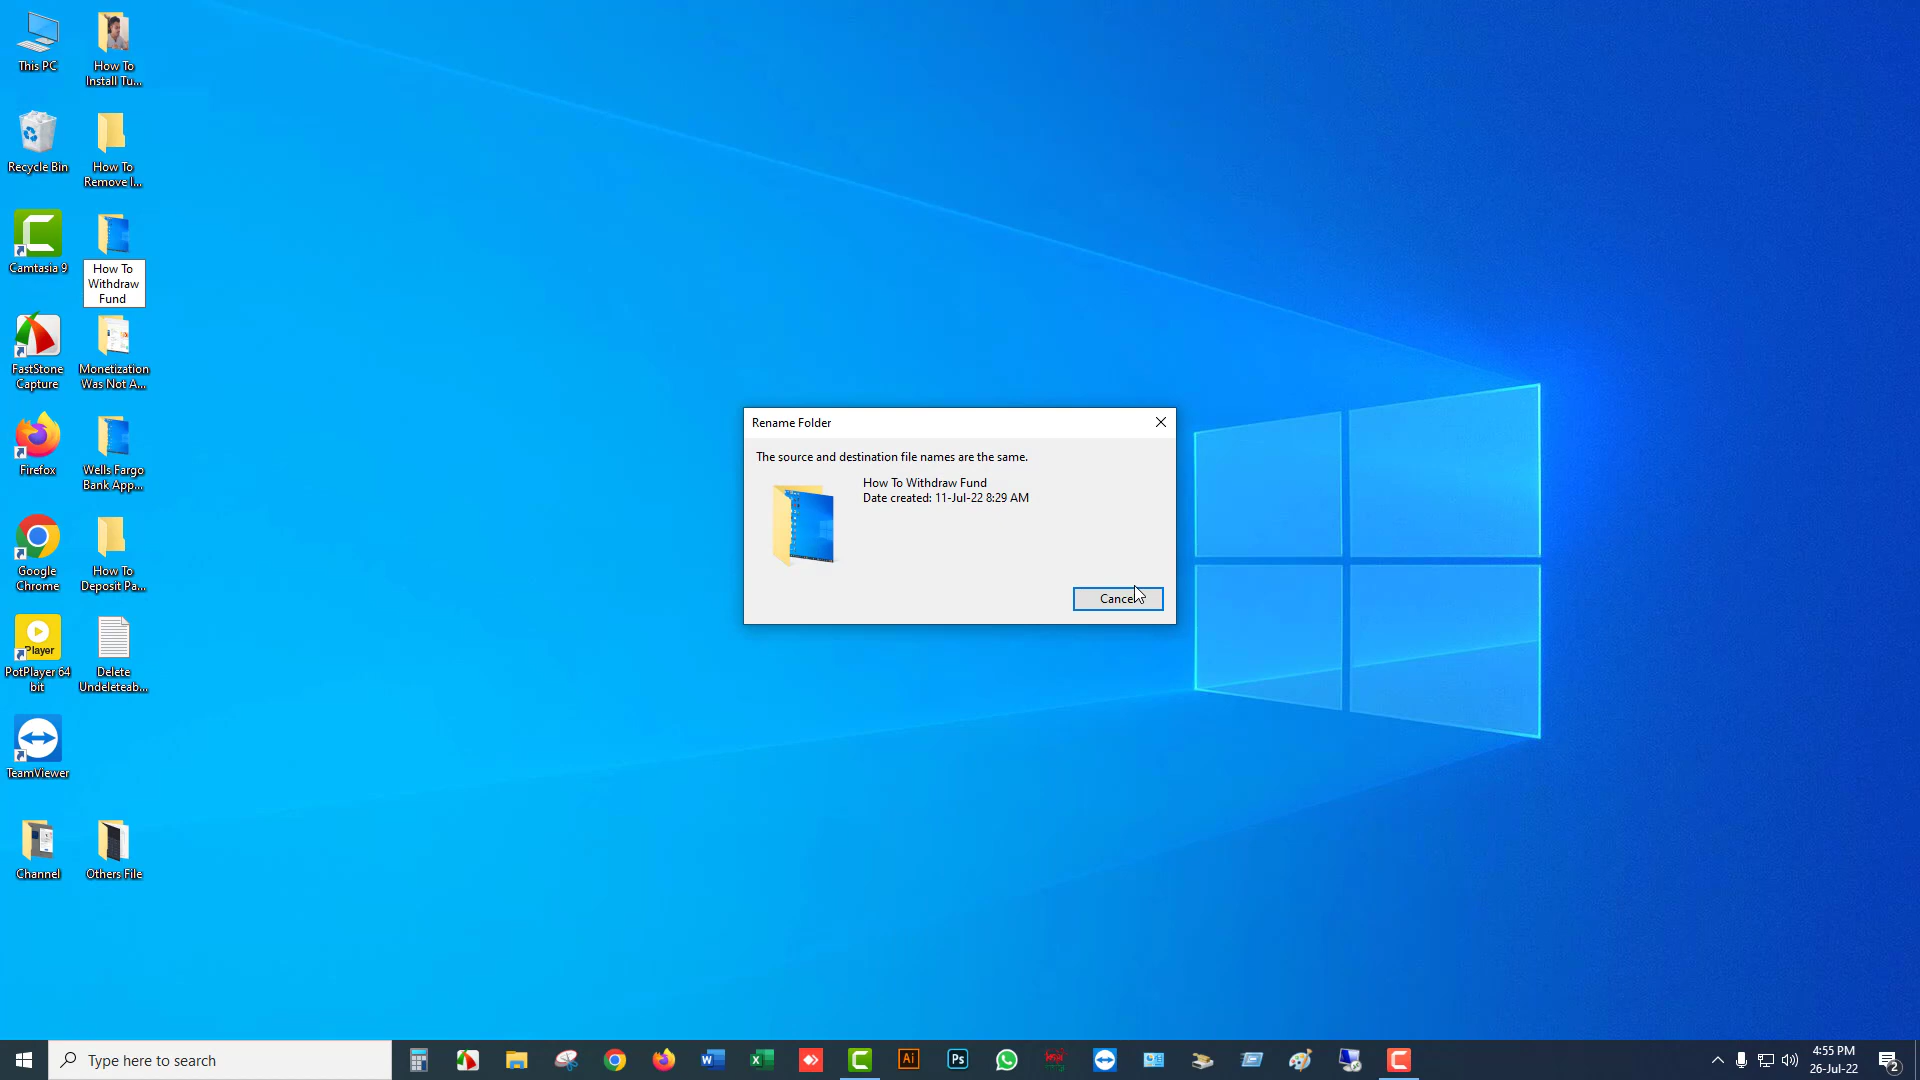 This PC
How To
Install Tu...
Recycle Bin
How To
Remove I...
Camtasia 9
How To
Withdraw
Fund
FastStone
Capture
Monetization
Was Not A...
Firefox
Wells Fargo
Bank App...
Google
Chrome
How To
Deposit Pa...
Player
PotPlayer 64
bit
Delete
Undeleteab...
TeamViewer
Channel
Others File
Rename Folder
The source and destination file names are the same.
How To Withdraw Fund
Date created: 11-Jul-22 8:29 AM
Cancel
Type here to search
Ai
Ps
4:55 PM
26-Jul-22
2